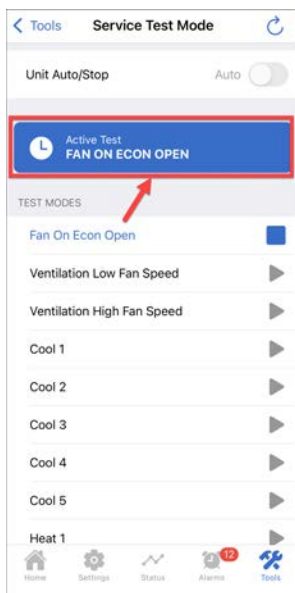 Tools
Service Test Mode
Unit Auto/Stop
Auto
Active Test
FAN ON ECON OPEN
TEST MODES
Fan On Econ Open
Ventilation Low Fan Speed
Ventilation High Fan Speed
Cool 1
Cool 2
Cool 3
Cool 4
Cool 5
Heat 1
12
Home
Settings
Status
Alarms
Tools